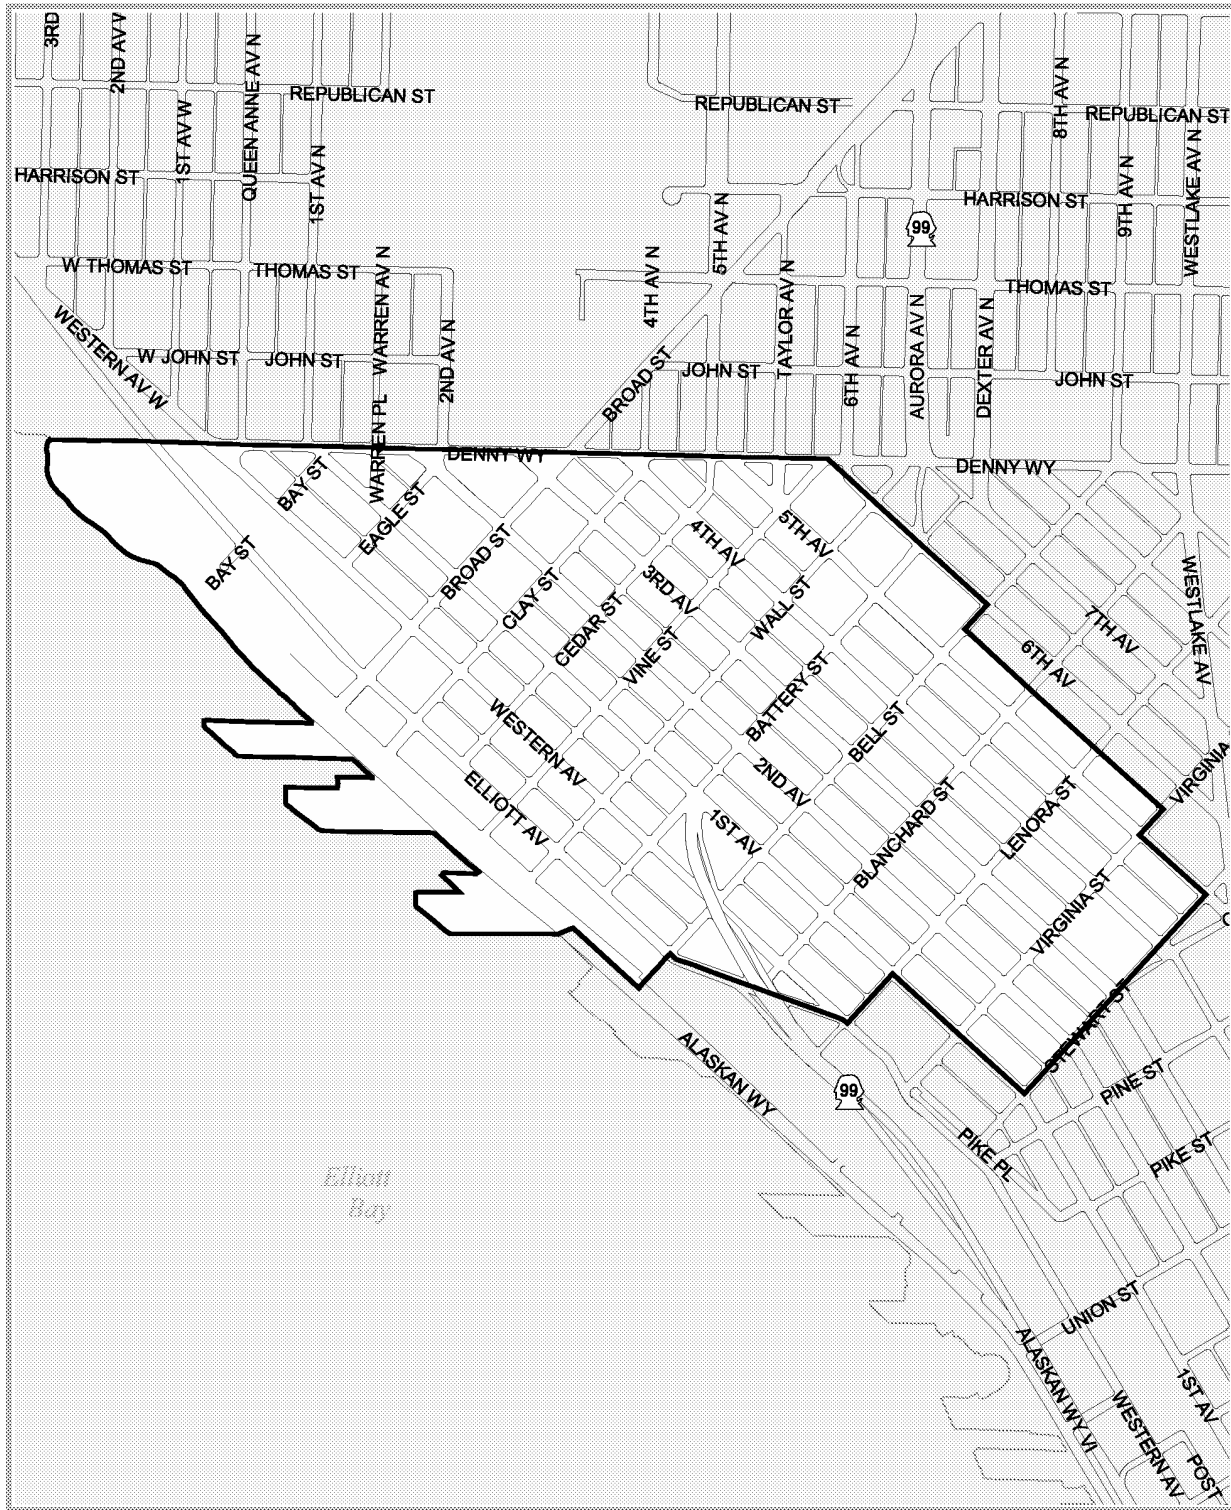 3RD
2ND AV W
1ST AV W
QUEEN ANNE AV N
REPUBLICAN ST
REPUBLICAN ST
8TH AV N
REPUBLICAN ST
HARRISON ST
1ST AV N
5TH AV N
HARRISON ST
9TH AV N
WESTLAKE AV N
99
W THOMAS ST
THOMAS ST
WARREN AV N
4TH AV N
TAYLOR AV N
THOMAS ST
WESTERN AV W
W JOHN ST
JOHN ST
2ND AV N
BROAD ST
JOHN ST
6TH AV N
AURORA AV N
DEXTER AV N
JOHN ST
WARREN PL
DENNY WY
DENNY WY
BAY ST
EAGLE ST
BAY ST
BROAD ST
4TH AV
5TH AV
CLAY ST
3RD AV
WALL ST
CEDAR ST
VINE ST
WESTLAKE AV
7TH AV
6TH AV
BATTERY ST
BELL ST
WESTERN AV
ELLIOTT AV
2ND AV
1ST AV
VIRGINIA
BLANCHARD ST
LENORA ST
VIRGINIA ST
STEWART ST
ALASKAN WY
99
PINE ST
PIKE PL
PIKE ST
Elliott
Bay
UNION ST
ALASKAN WY VI
WESTERN AV
1ST AV
POST